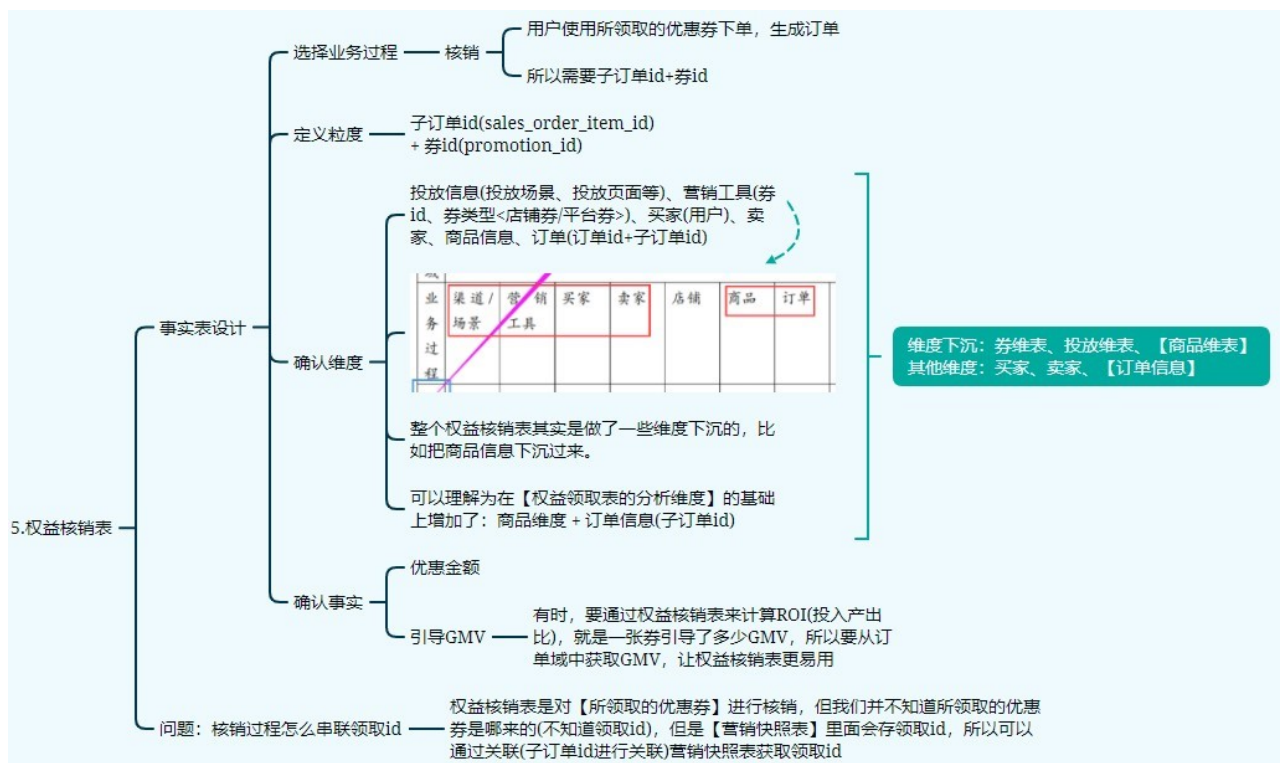 5.权益核销表
事实表设计
选择业务过程
核销
用户使用所领取的优惠券下单，生成订单
所以需要子订单id+券id
定义粒度
子订单id(sales_order_item_id)
+ 券id(promotion_id)
确认维度
投放信息(投放场景、投放页面等)、营销工具(券
id、券类型<店铺券/平台券>)、买家(用户)、卖
家、商品信息、订单(订单id+子订单id)
业务过程
渠道/场景
营销工具
买家
卖家
店铺
商品
订单
整个权益核销表其实是做了一些维度下沉的，比
如把商品信息下沉过来。
可以理解为在【权益领取表的分析维度】的基础
上增加了：商品维度 + 订单信息(子订单id)
维度下沉：券维表、投放维表、【商品维表】
其他维度：买家、卖家、【订单信息】
确认事实
优惠金额
引导GMV
有时，要通过权益核销表来计算ROI(投入产出
比)，就是一张券引导了多少GMV，所以要从订
单域中获取GMV，让权益核销表更易用
问题：核销过程怎么串联领取id
权益核销表是对【所领取的优惠券】进行核销，但我们并不知道所领取的优惠
券是哪来的(不知道领取id)，但是【营销快照表】里面会存领取id，所以可以
通过关联(子订单id进行关联)营销快照表获取领取id